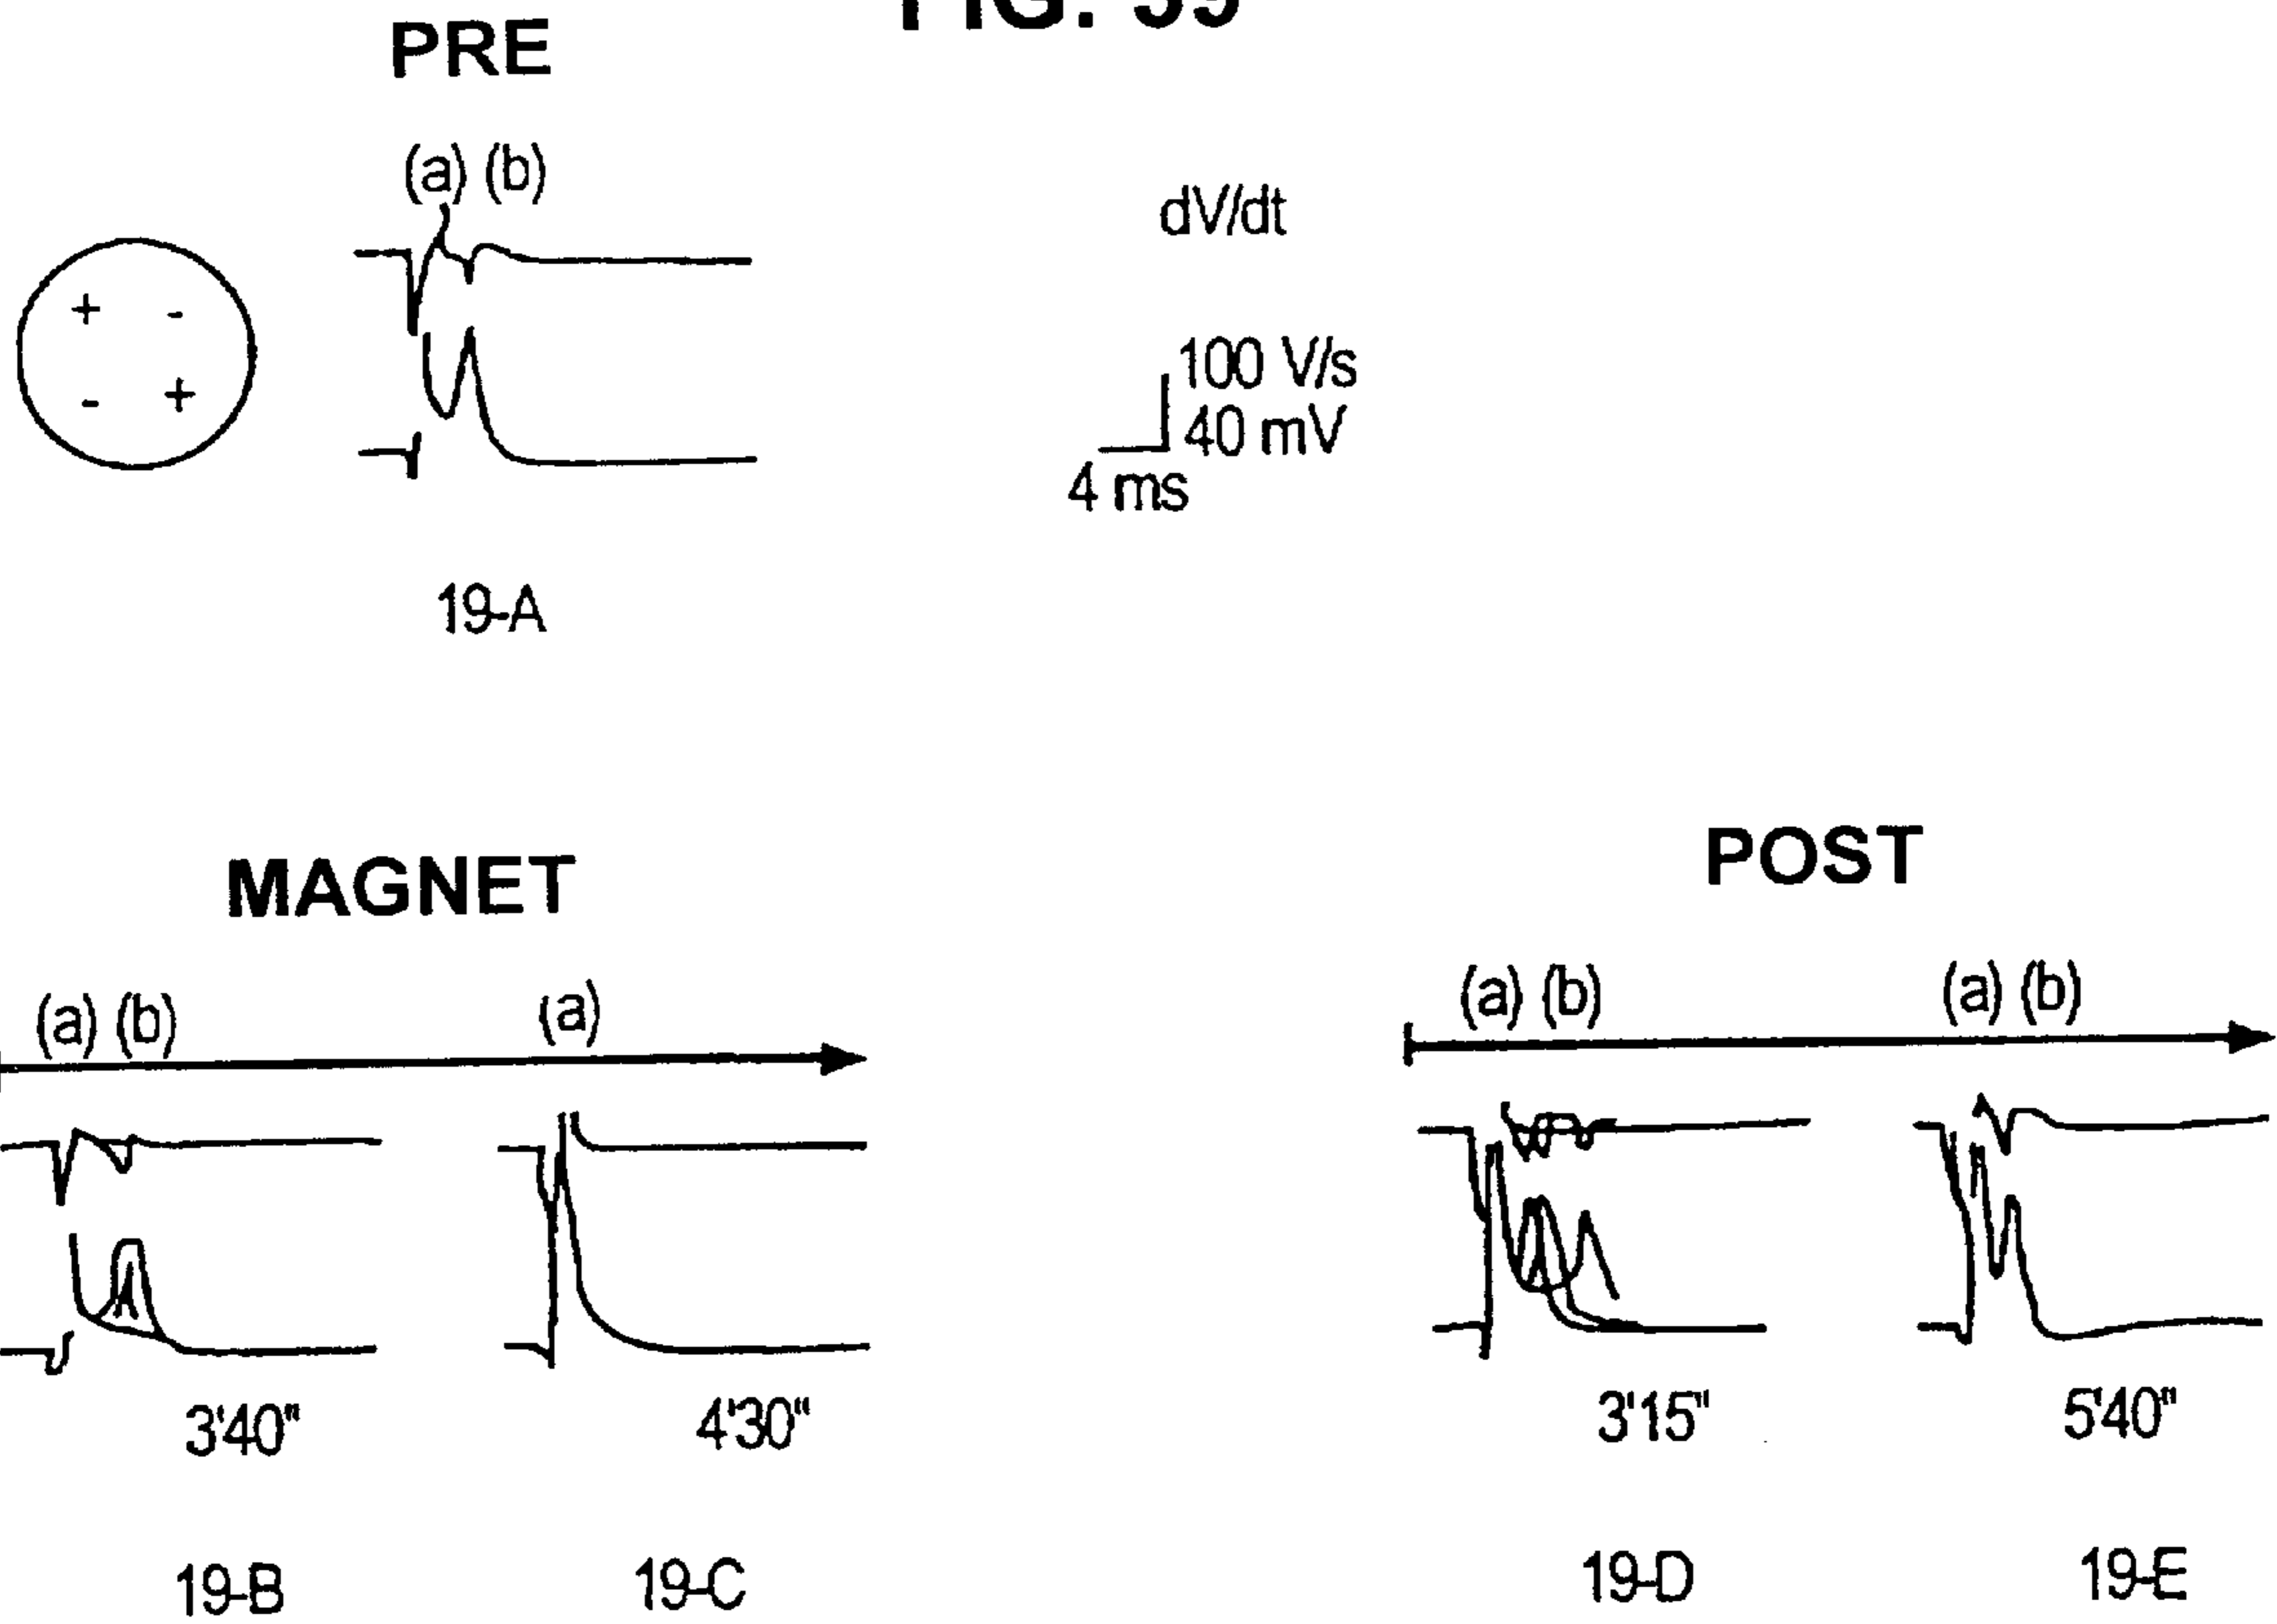 PRE
(a) (b)
dV/dt
+ -
- +
100 V/s
40 mV
4 ms
19-A
MAGNET
POST
(a) (b)
(a)
(a) (b)
(a) (b)
3'40"
4'30"
3'15"
5'40"
19-B
19-C
19-D
19-E